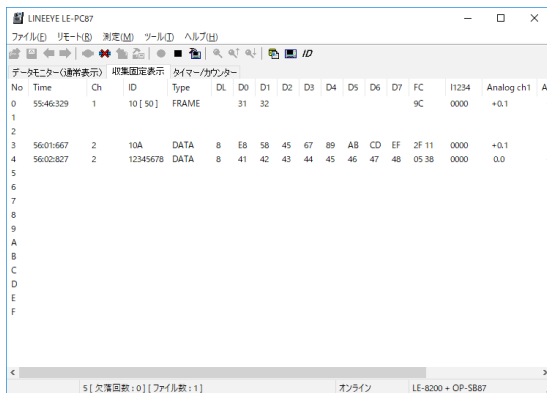 LINEEYE LE-PC87
ファイル(F) リモート(R) 測定(M) ツール(T) ヘルプ(H)
ID
データモニター(通常表示) 収集固定表示 タイマー/カウンター
No Time Ch ID Type DL D0 D1 D2 D3 D4 D5 D6 D7 FC I1234 Analog ch1 A
0 55:46:329 1 10 [ 50 ] FRAME 31 32 9C 0000 +0.1
1
2
3 56:01:667 2 10A DATA 8 E8 58 45 67 89 AB CD EF 2F 11 0000 +0.1
4 56:02:827 2 12345678 DATA 8 41 42 43 44 45 46 47 48 05 38 0000 0.0
5
6
7
8
9
A
B
C
D
E
F
5 [ 欠落回数 : 0 ] [ ファイル数 : 1 ] オンライン LE-8200 + OP-SB87